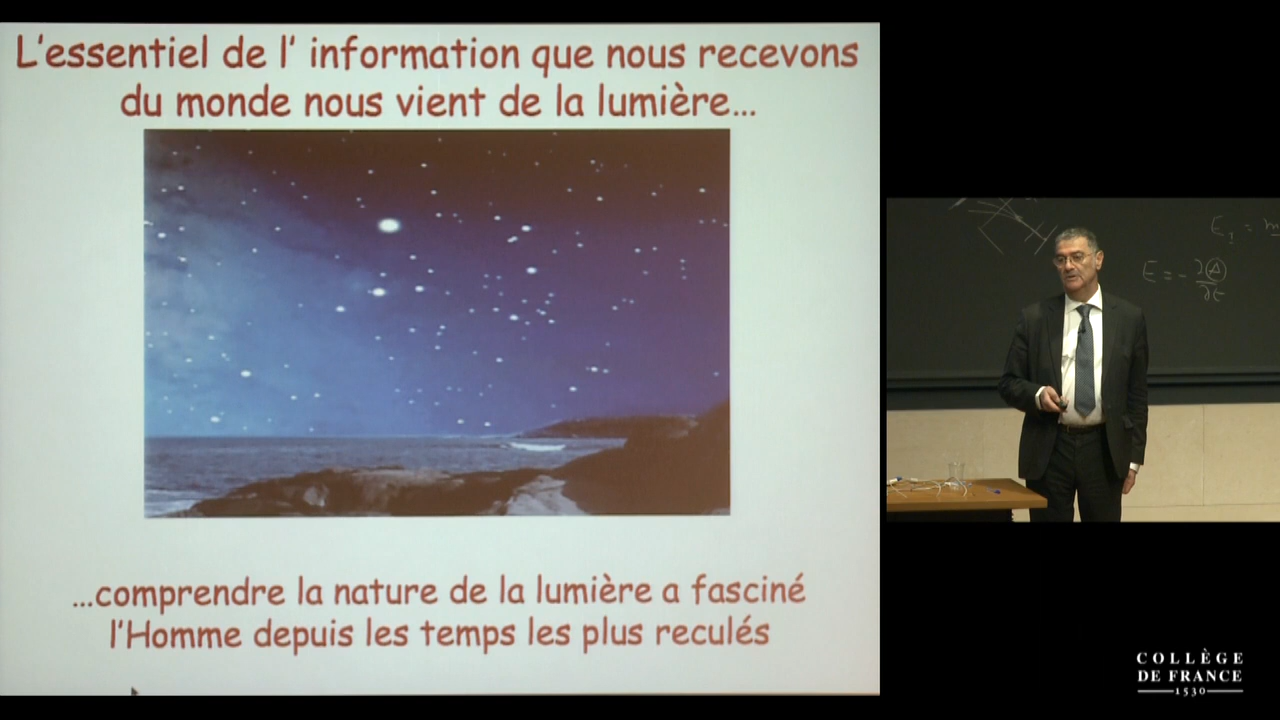 L'essentiel de l' information que nous recevons
du monde nous vient de la lumière...
...comprendre la nature de la lumière a fasciné
l'Homme depuis les temps les plus reculés
E = - ∂
∂t
COLLÈGE
DE FRANCE
1530